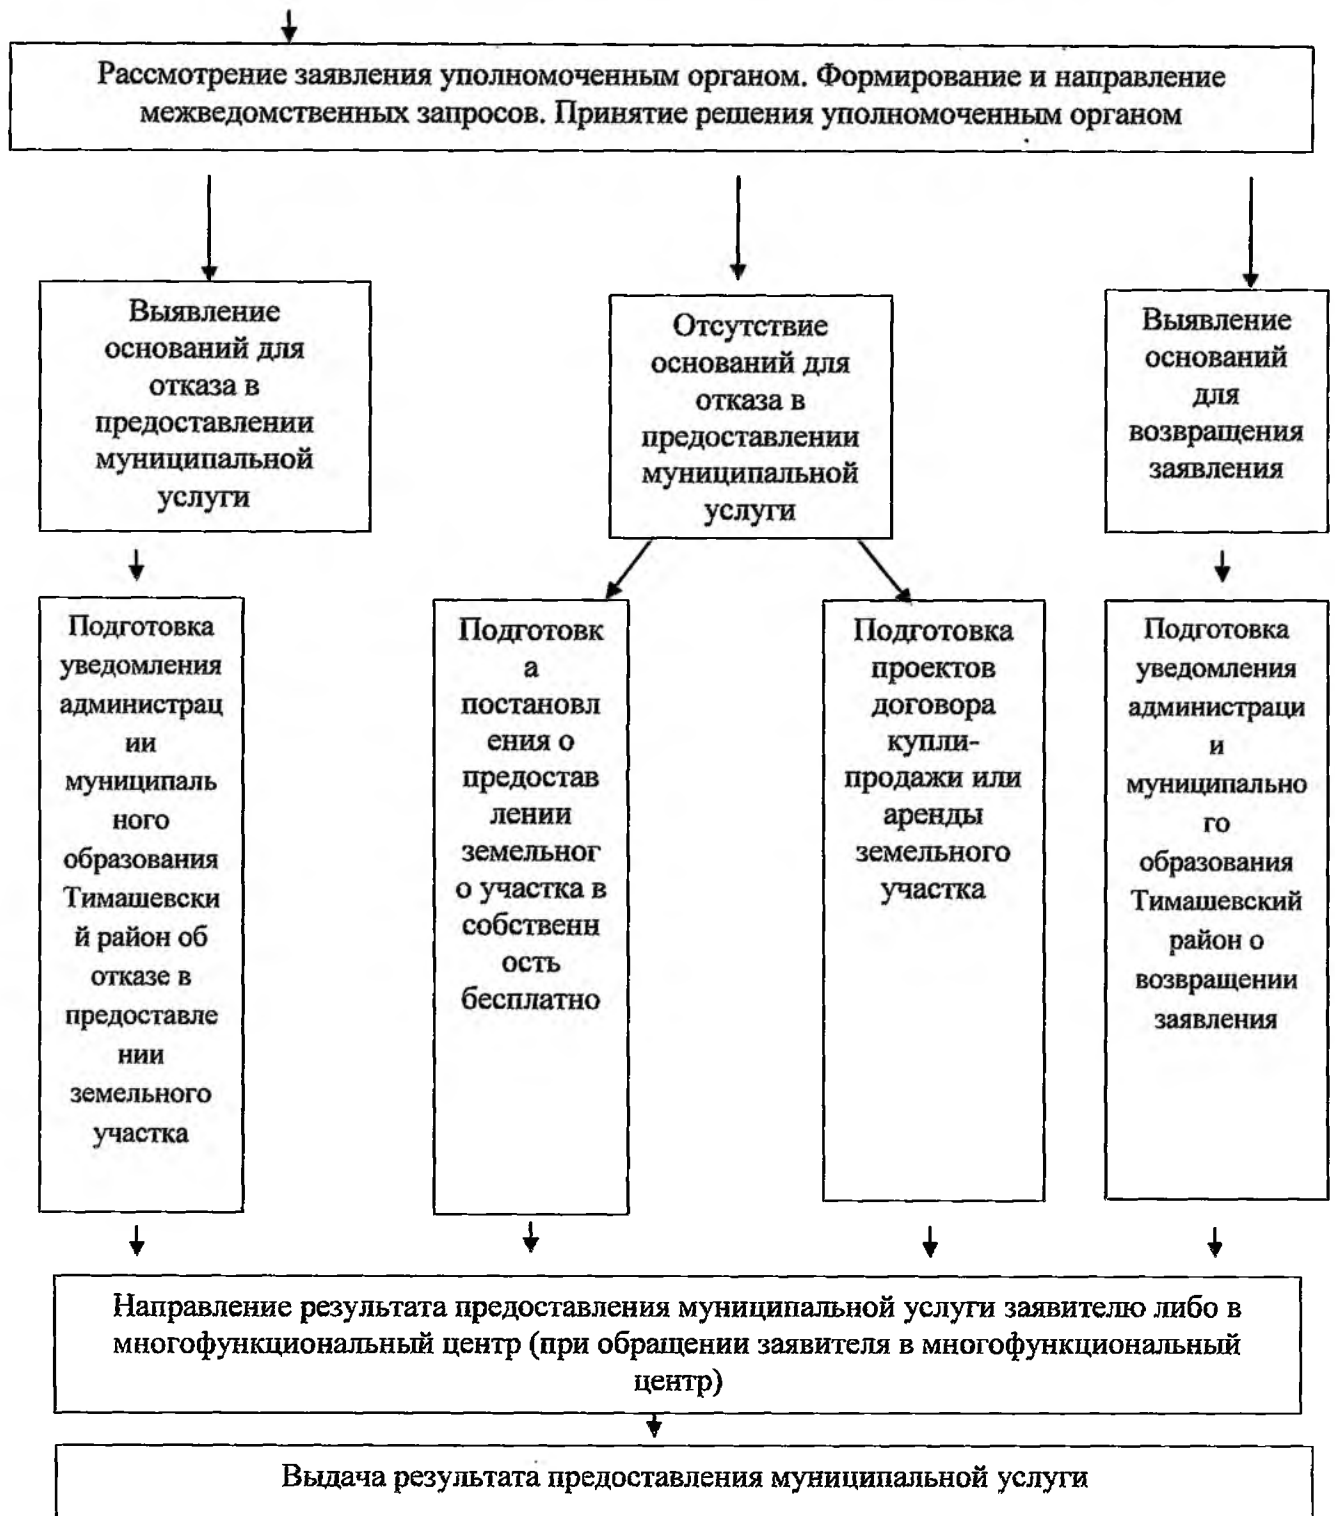 Рассмотрение заявления уполномоченным органом. Формирование и направление
межведомственных запросов. Принятие решения уполномоченным органом
Выявление
оснований для
отказа в
предоставлении
муниципальной
услуги
Отсутствие
оснований для
отказа в
предоставлении
муниципальной
услуги
Выявление
оснований
для
возвращения
заявления
Подготовка
уведомления
администрац
ии
муниципаль
ного
образования
Тимашевски
й район об
отказе в
предоставле
нии
земельного
участка
Подготовк
а
постановл
ения о
предостав
лении
земельног
о участка в
собственн
ость
бесплатно
Подготовка
проектов
договора
купли-
продажи или
аренды
земельного
участка
Подготовка
уведомления
администраци
и
муниципально
го
образования
Тимашевский
район о
возвращении
заявления
Направление результата предоставления муниципальной услуги заявителю либо в
многофункциональный центр (при обращении заявителя в многофункциональный
центр)
Выдача результата предоставления муниципальной услуги